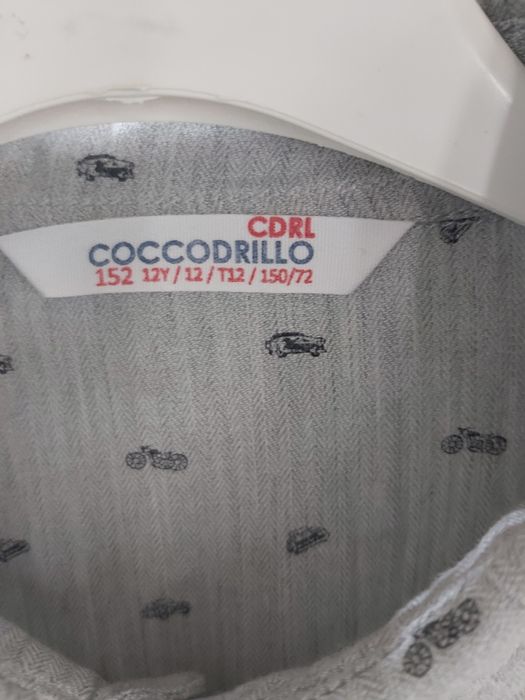 CDRL
COCCODRILLO
152 12Y / 12 / T12 / 150/72